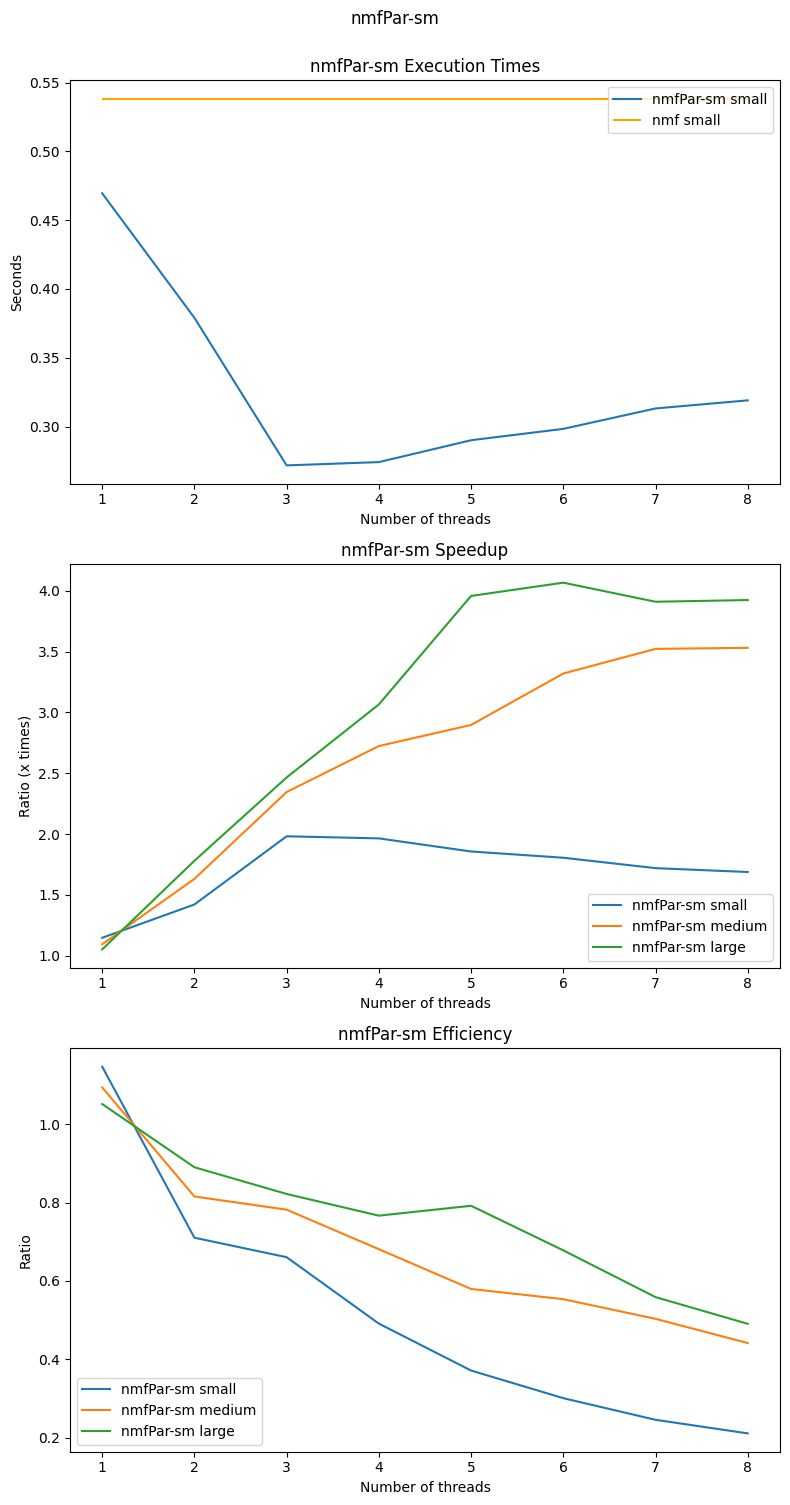 nmfPar-sm
nmfPar-sm Execution Times
0.55
0.50
0.45
0.40
0.35
0.30
Seconds
nmfPar-sm small
nmf small
1 2 3 4 5 6 7 8
Number of threads
nmfPar-sm Speedup
4.0
3.5
3.0
2.5
2.0
1.5
1.0
Ratio (x times)
nmfPar-sm small
nmfPar-sm medium
nmfPar-sm large
1 2 3 4 5 6 7 8
Number of threads
nmfPar-sm Efficiency
1.0
0.8
0.6
0.4
0.2
Ratio
nmfPar-sm small
nmfPar-sm medium
nmfPar-sm large
1 2 3 4 5 6 7 8
Number of threads